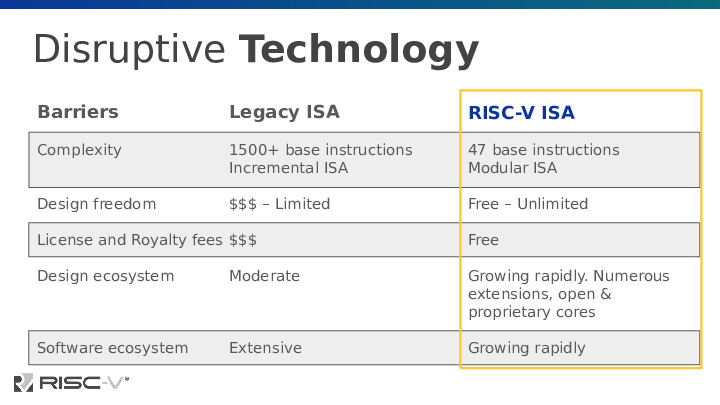 Disruptive Technology
Barriers Legacy ISA RISC-V ISA
Complexity 1500+ base instructions 47 base instructions
Incremental ISA Modular ISA
Design freedom $$$ – Limited Free – Unlimited
License and Royalty fees $$$ Free
Design ecosystem Moderate Growing rapidly. Numerous
extensions, open &
proprietary cores
Software ecosystem Extensive Growing rapidly
RISC-V®